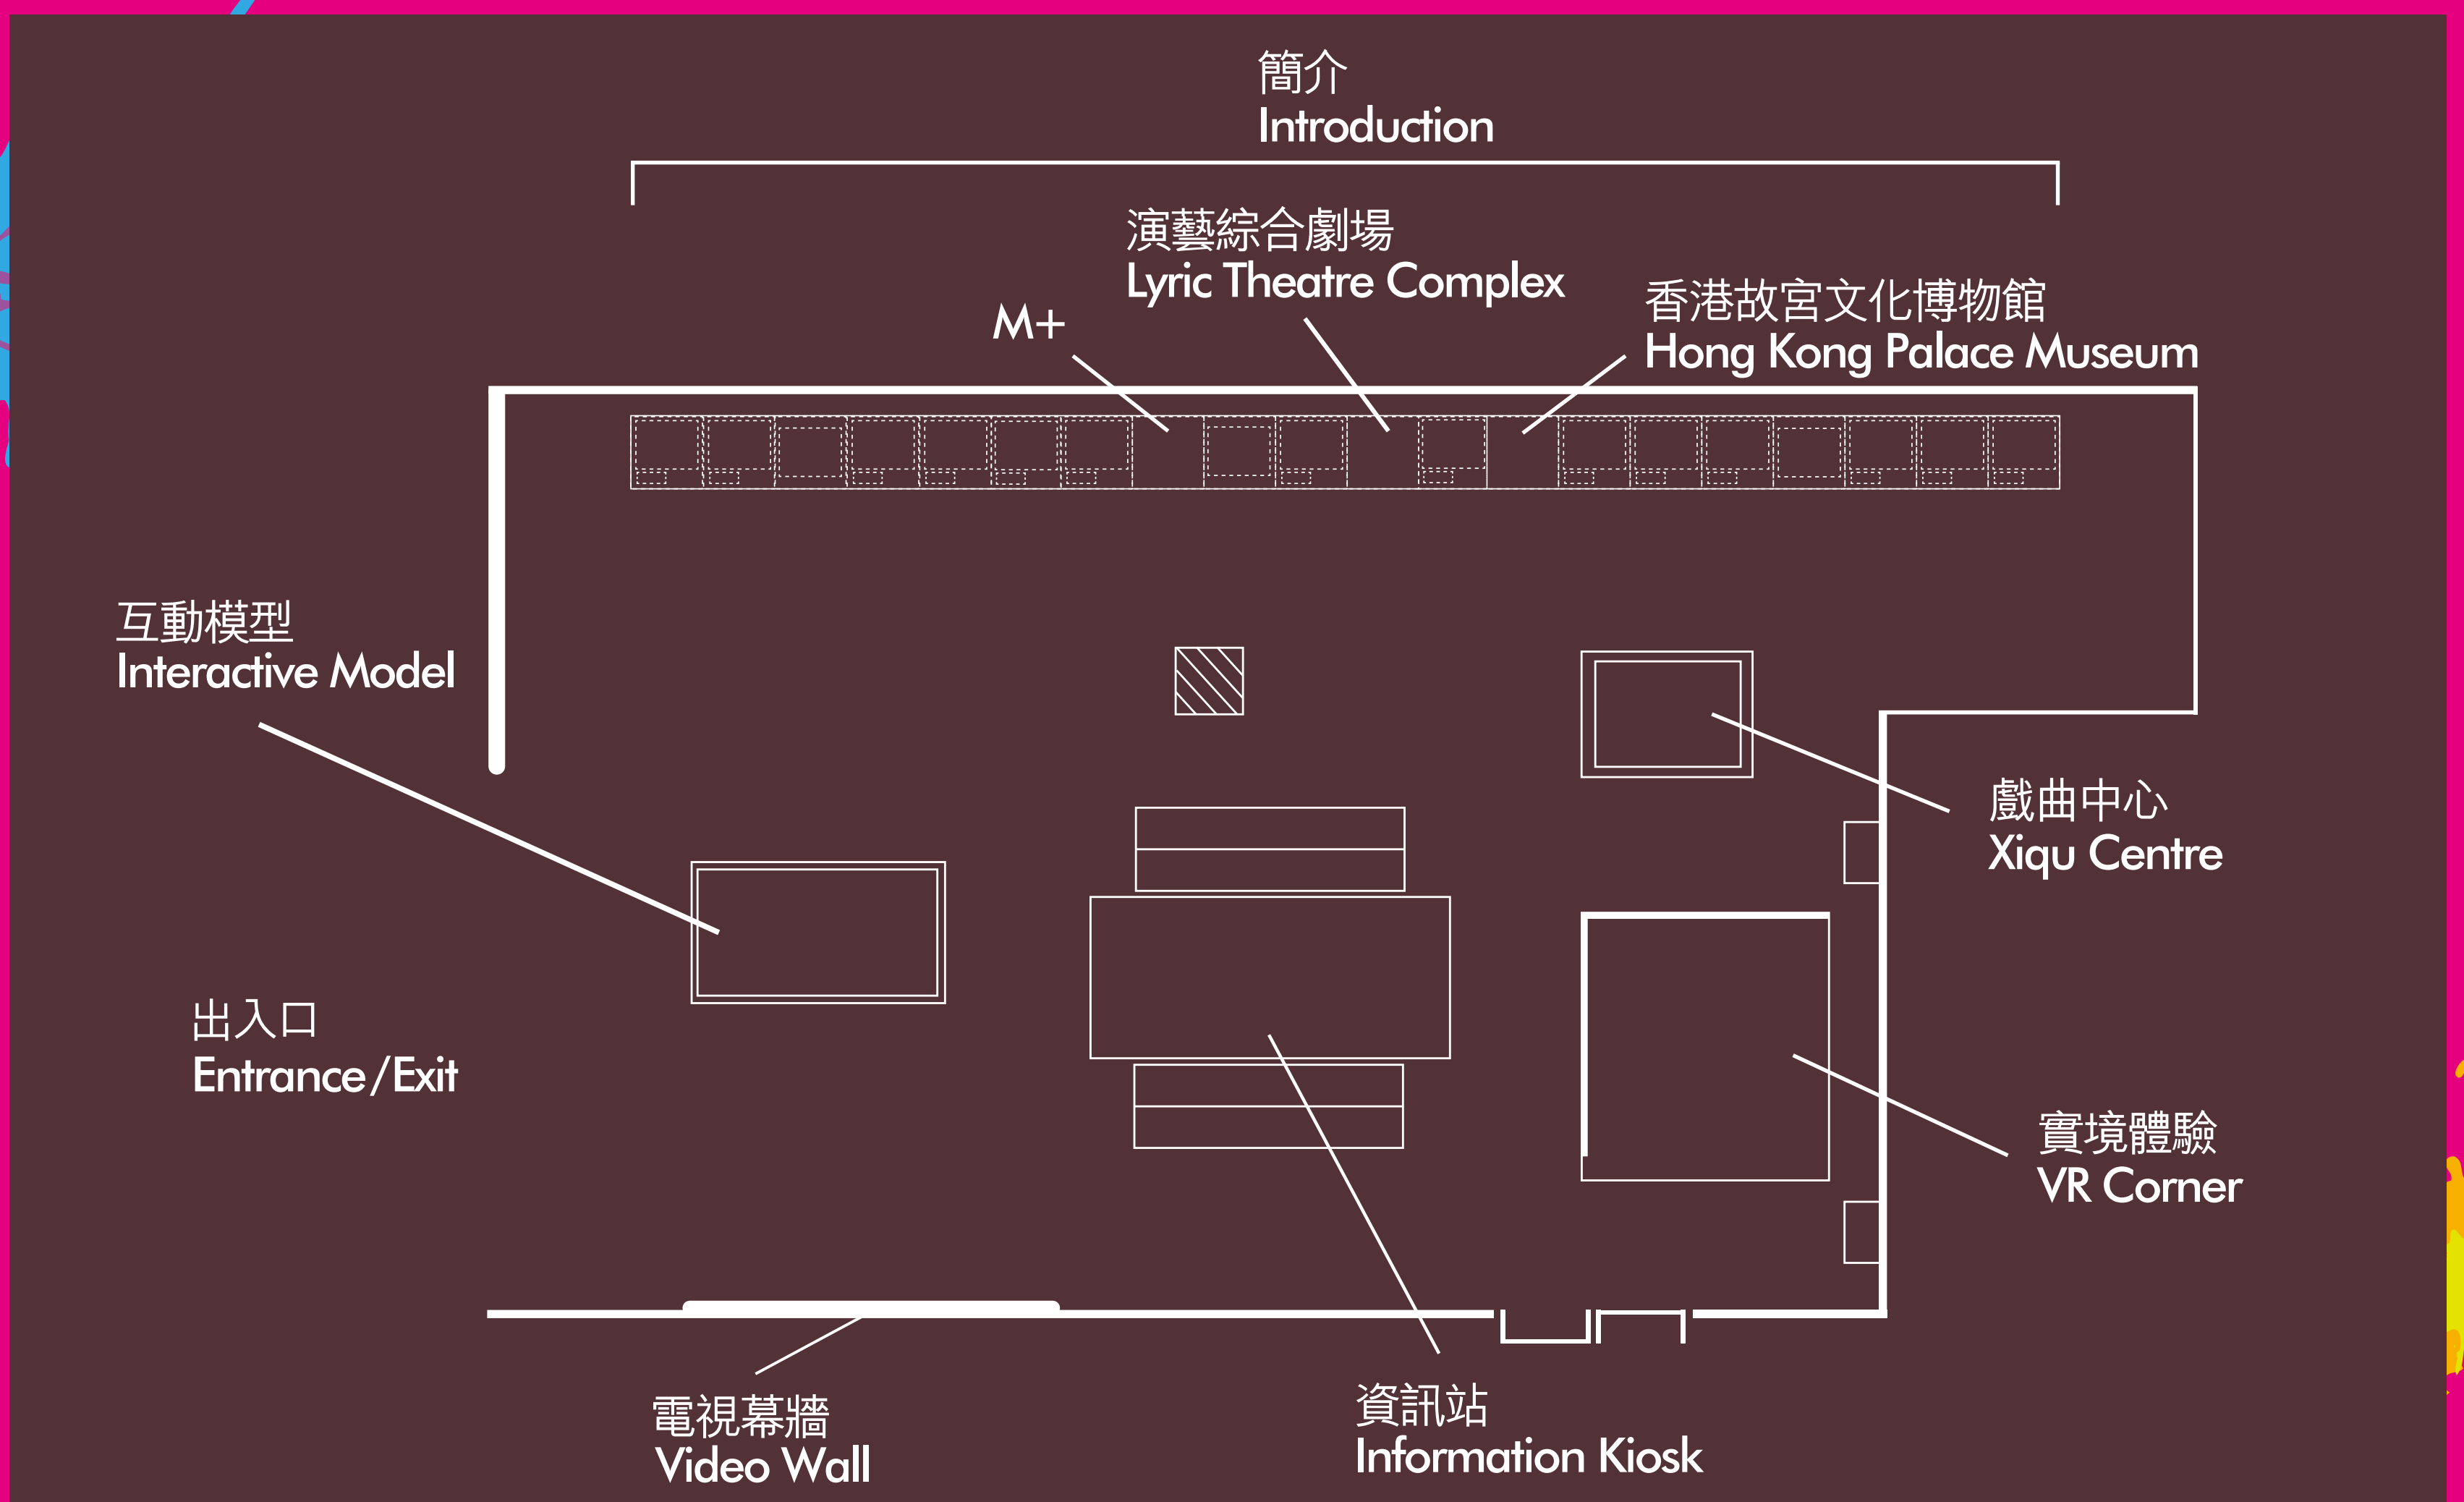 簡介
Introduction
演藝綜合劇場
Lyric Theatre Complex
M+
香港故宮文化博物館
Hong Kong Palace Museum
互動模型
Interactive Model
戲曲中心
Xiqu Centre
出入口
Entrance/Exit
實境體驗
VR Corner
電視幕牆
Video Wall
資訊站
Information Kiosk